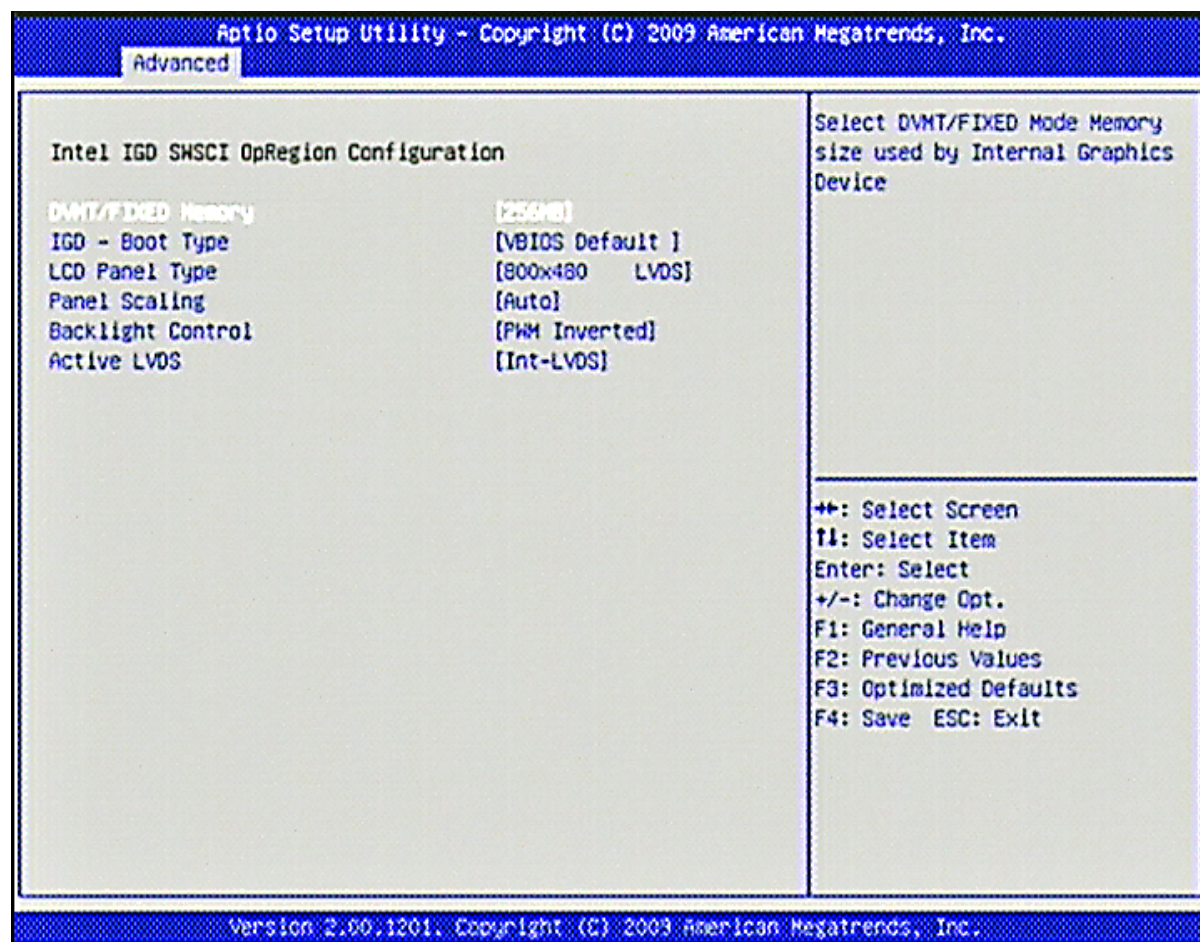 Aptio Setup Utility - Copyright (C) 2009 American Megatrends, Inc.
Advanced
Intel IGD SWSCI OpRegion Configuration
DVMT/FIXED Memory [256MB]
IGD - Boot Type [VBIOS Default ]
LCD Panel Type [800x480 LVDS]
Panel Scaling [Auto]
Backlight Control [PWM Inverted]
Active LVDS [Int-LVDS]
Select DVMT/FIXED Mode Memory
size used by Internal Graphics
Device
→←: Select Screen
↑↓: Select Item
Enter: Select
+/-: Change Opt.
F1: General Help
F2: Previous Values
F3: Optimized Defaults
F4: Save ESC: Exit
Version 2.00.1201. Copyright (C) 2009 American Megatrends, Inc.